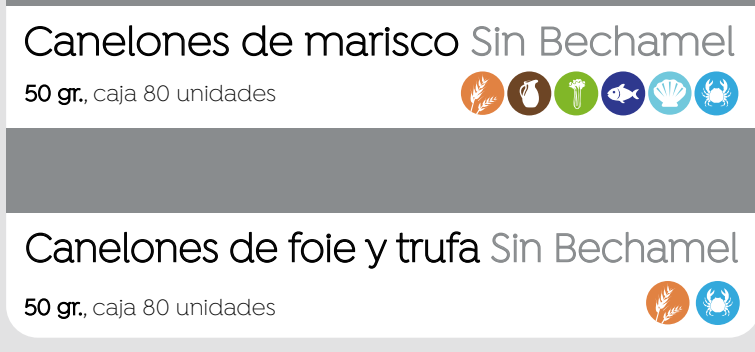 Canelones de marisco Sin Bechamel
50 gr., caja 80 unidades
Canelones de foie y trufa Sin Bechamel
50 gr., caja 80 unidades